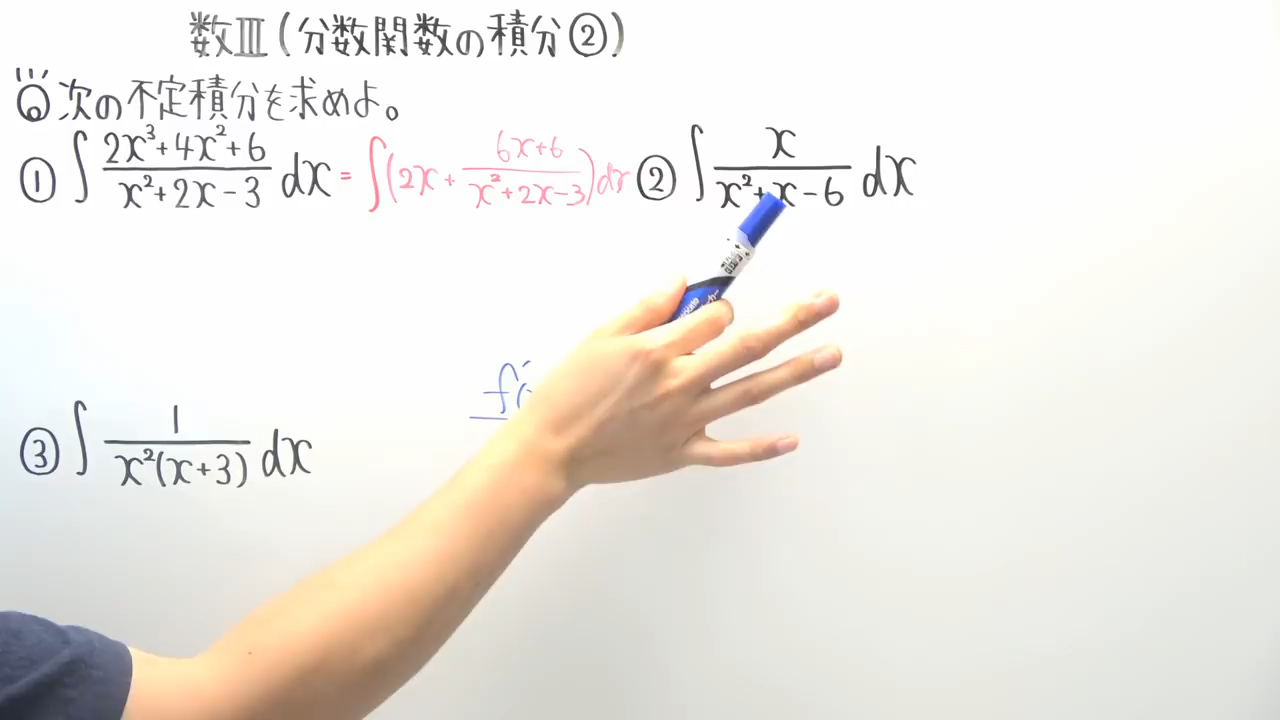 数Ⅲ(分数関数の積分②)
Q 次の不定積分を求めよ。
① ∫ (2x³+4x²+6)/(x²+2x-3) dx = ∫(2x + (6x+6)/(x²+2x-3))dx
② ∫ x/(x²+x-6) dx
③ ∫ 1/(x²(x+3)) dx